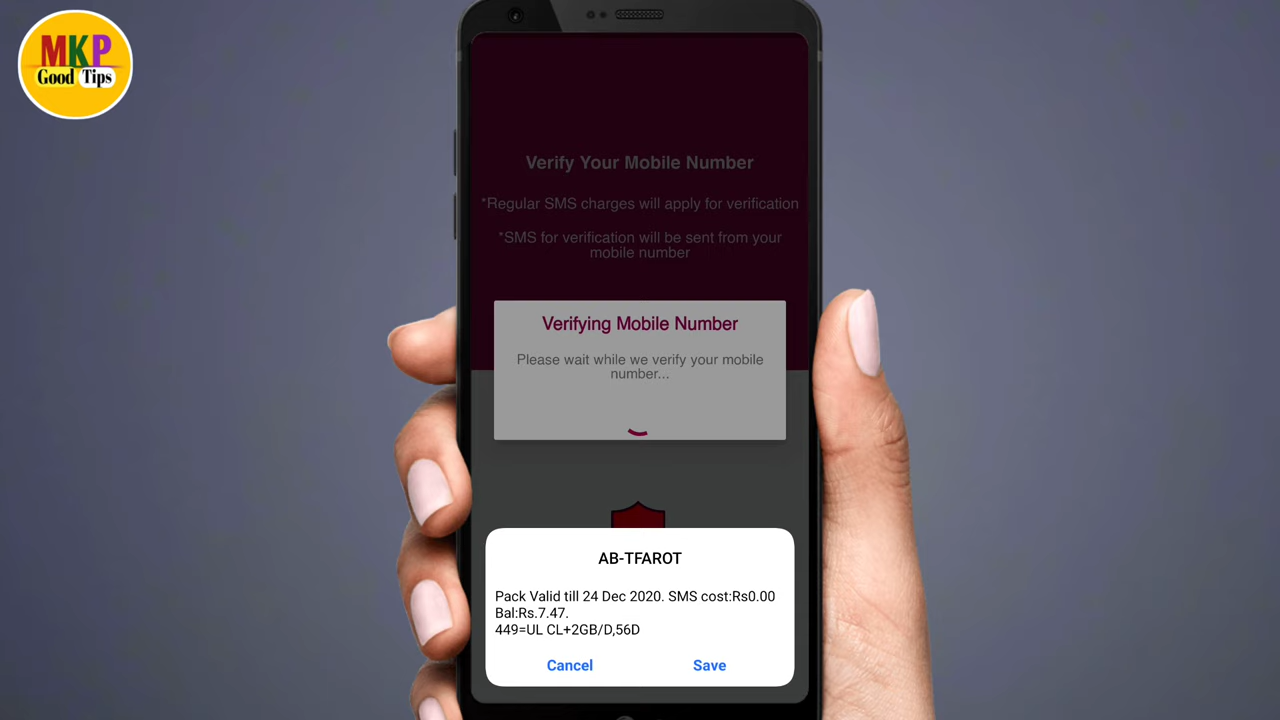 MKP
Good Tips
Verify Your Mobile Number
*Regular SMS charges will apply for verification
*SMS for verification will be sent from your
mobile number
Verifying Mobile Number
Please wait while we verify your mobile
number...
AB-TFAROT
Pack Valid till 24 Dec 2020. SMS cost:Rs0.00
Bal:Rs.7.47.
449=UL CL+2GB/D,56D
Cancel
Save